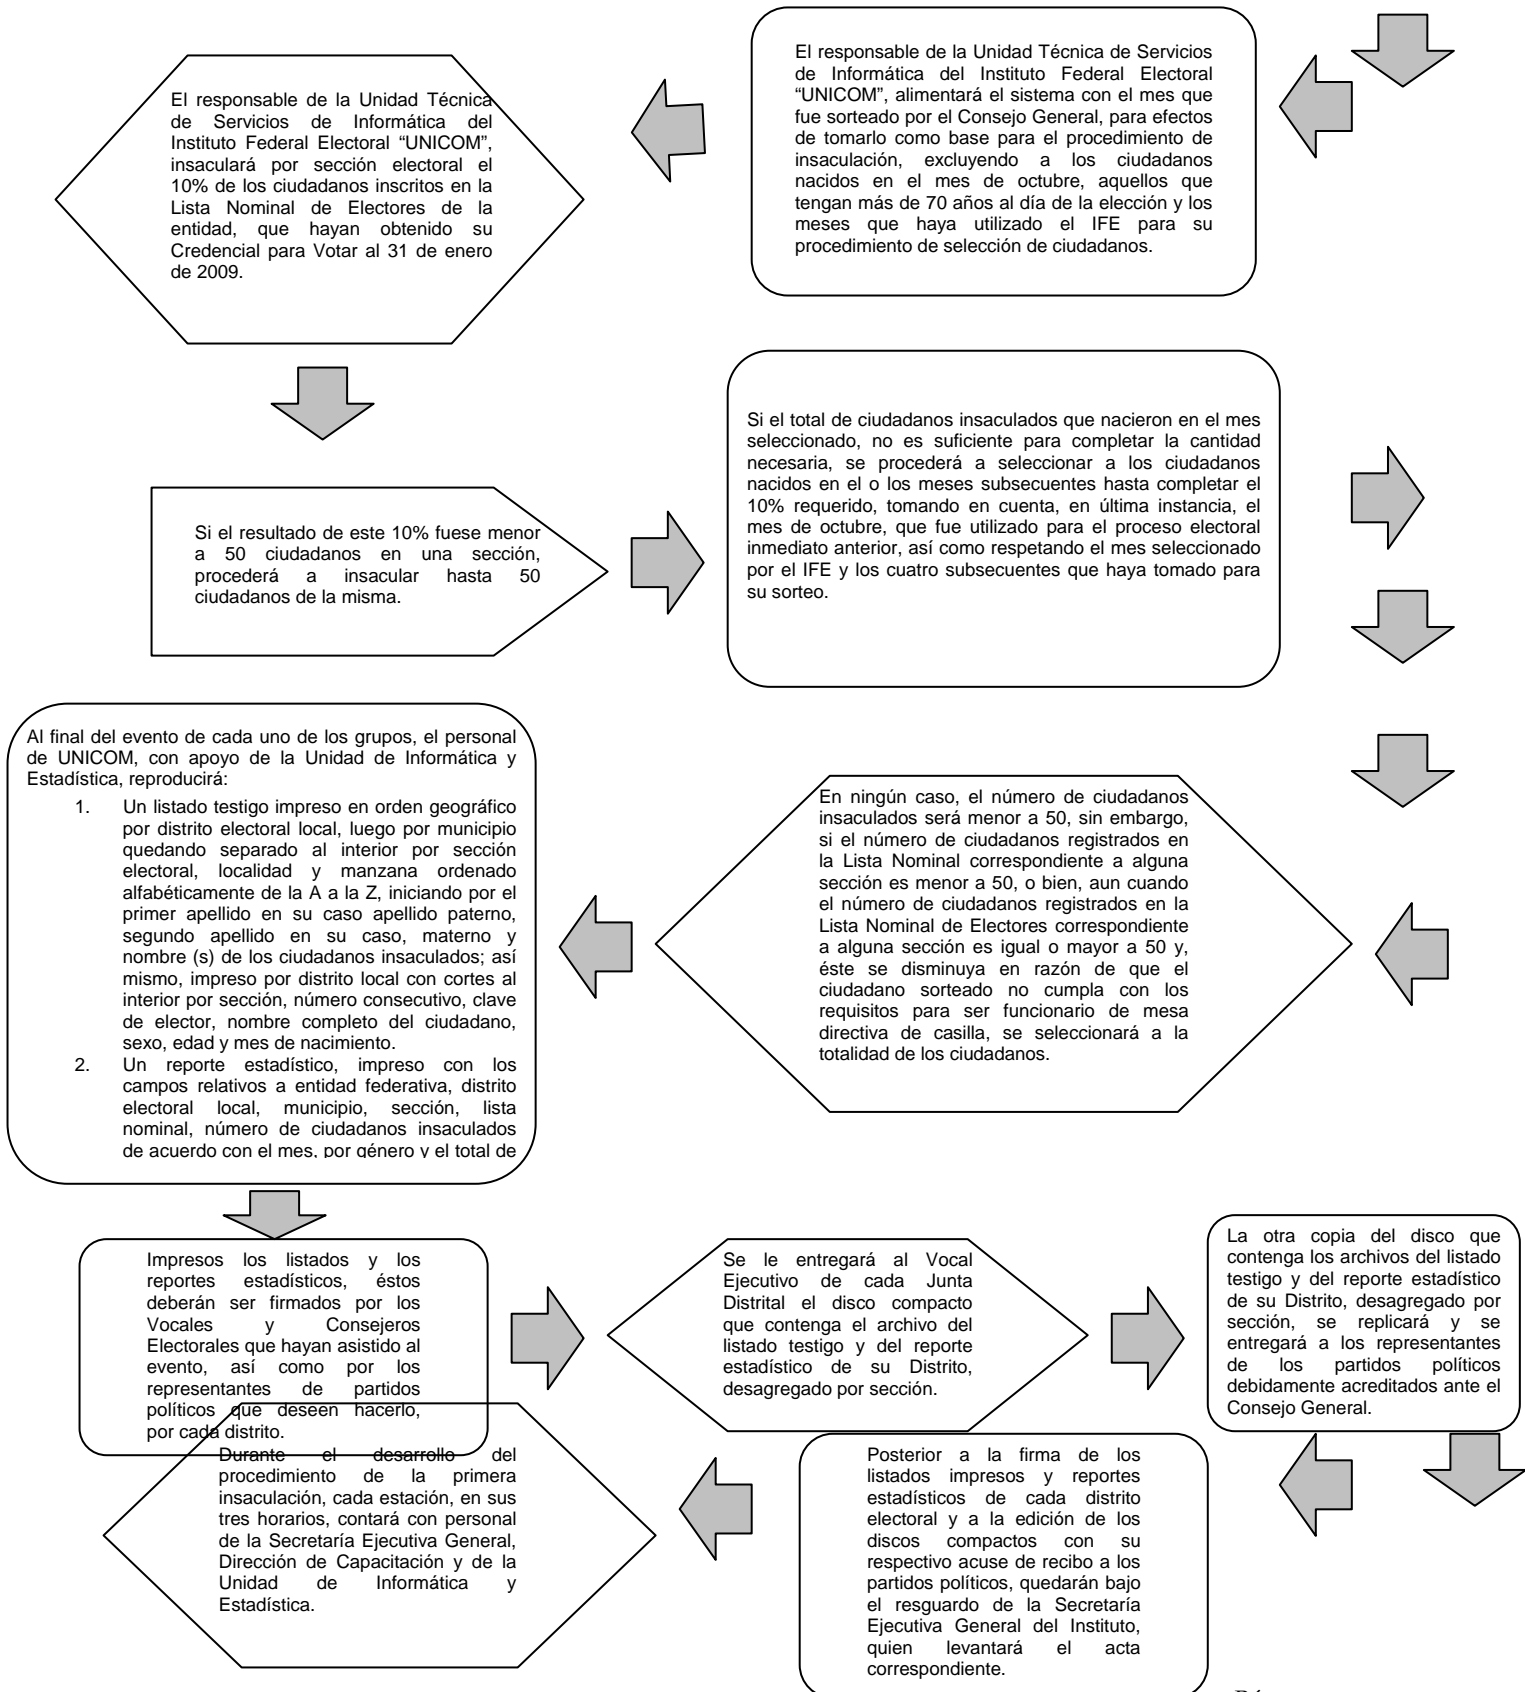 El responsable de la Unidad Técnica de Servicios
de Informática del Instituto Federal Electoral
“UNICOM”, alimentará el sistema con el mes que
fue sorteado por el Consejo General, para efectos
de tomarlo como base para el procedimiento de
insaculación, excluyendo a los ciudadanos
nacidos en el mes de octubre, aquellos que
tengan más de 70 años al día de la elección y los
meses que haya utilizado el IFE para su
procedimiento de selección de ciudadanos.
El responsable de la Unidad Técnica
de Servicios de Informática del
Instituto Federal Electoral “UNICOM”,
insaculará por sección electoral el
10% de los ciudadanos inscritos en la
Lista Nominal de Electores de la
entidad, que hayan obtenido su
Credencial para Votar al 31 de enero
de 2009.
Si el resultado de este 10% fuese menor
a 50 ciudadanos en una sección,
procederá a insacular hasta 50
ciudadanos de la misma.
Si el total de ciudadanos insaculados que nacieron en el mes
seleccionado, no es suficiente para completar la cantidad
necesaria, se procederá a seleccionar a los ciudadanos
nacidos en el o los meses subsecuentes hasta completar el
10% requerido, tomando en cuenta, en última instancia, el
mes de octubre, que fue utilizado para el proceso electoral
inmediato anterior, así como respetando el mes seleccionado
por el IFE y los cuatro subsecuentes que haya tomado para
su sorteo.
En ningún caso, el número de ciudadanos
insaculados será menor a 50, sin embargo,
si el número de ciudadanos registrados en
la Lista Nominal correspondiente a alguna
sección es menor a 50, o bien, aun cuando
el número de ciudadanos registrados en la
Lista Nominal de Electores correspondiente
a alguna sección es igual o mayor a 50 y,
éste se disminuya en razón de que el
ciudadano sorteado no cumpla con los
requisitos para ser funcionario de mesa
directiva de casilla, se seleccionará a la
totalidad de los ciudadanos.
Al final del evento de cada uno de los grupos, el personal
de UNICOM, con apoyo de la Unidad de Informática y
Estadística, reproducirá:
1. Un listado testigo impreso en orden geográfico
por distrito electoral local, luego por municipio
quedando separado al interior por sección
electoral, localidad y manzana ordenado
alfabéticamente de la A a la Z, iniciando por el
primer apellido en su caso apellido paterno,
segundo apellido en su caso, materno y
nombre (s) de los ciudadanos insaculados; así
mismo, impreso por distrito local con cortes al
interior por sección, número consecutivo, clave
de elector, nombre completo del ciudadano,
sexo, edad y mes de nacimiento.
2. Un reporte estadístico, impreso con los
campos relativos a entidad federativa, distrito
electoral local, municipio, sección, lista
nominal, número de ciudadanos insaculados
de acuerdo con el mes, por género y el total de
Impresos los listados y los
reportes estadísticos, éstos
deberán ser firmados por los
Vocales y Consejeros
Electorales que hayan asistido al
evento, así como por los
representantes de partidos
políticos que deseen hacerlo,
por cada distrito.
Se le entregará al Vocal
Ejecutivo de cada Junta
Distrital el disco compacto
que contenga el archivo del
listado testigo y del reporte
estadístico de su Distrito,
desagregado por sección.
La otra copia del disco que
contenga los archivos del listado
testigo y del reporte estadístico
de su Distrito, desagregado por
sección, se replicará y se
entregará a los representantes
de los partidos políticos
debidamente acreditados ante el
Consejo General.
Posterior a la firma de los
listados impresos y reportes
estadísticos de cada distrito
electoral y a la edición de los
discos compactos con su
respectivo acuse de recibo a los
partidos políticos, quedarán bajo
el resguardo de la Secretaría
Ejecutiva General del Instituto,
quien levantará el acta
correspondiente.
Durante el desarrollo del
procedimiento de la primera
insaculación, cada estación, en sus
tres horarios, contará con personal
de la Secretaría Ejecutiva General,
Dirección de Capacitación y de la
Unidad de Informática y
Estadística.